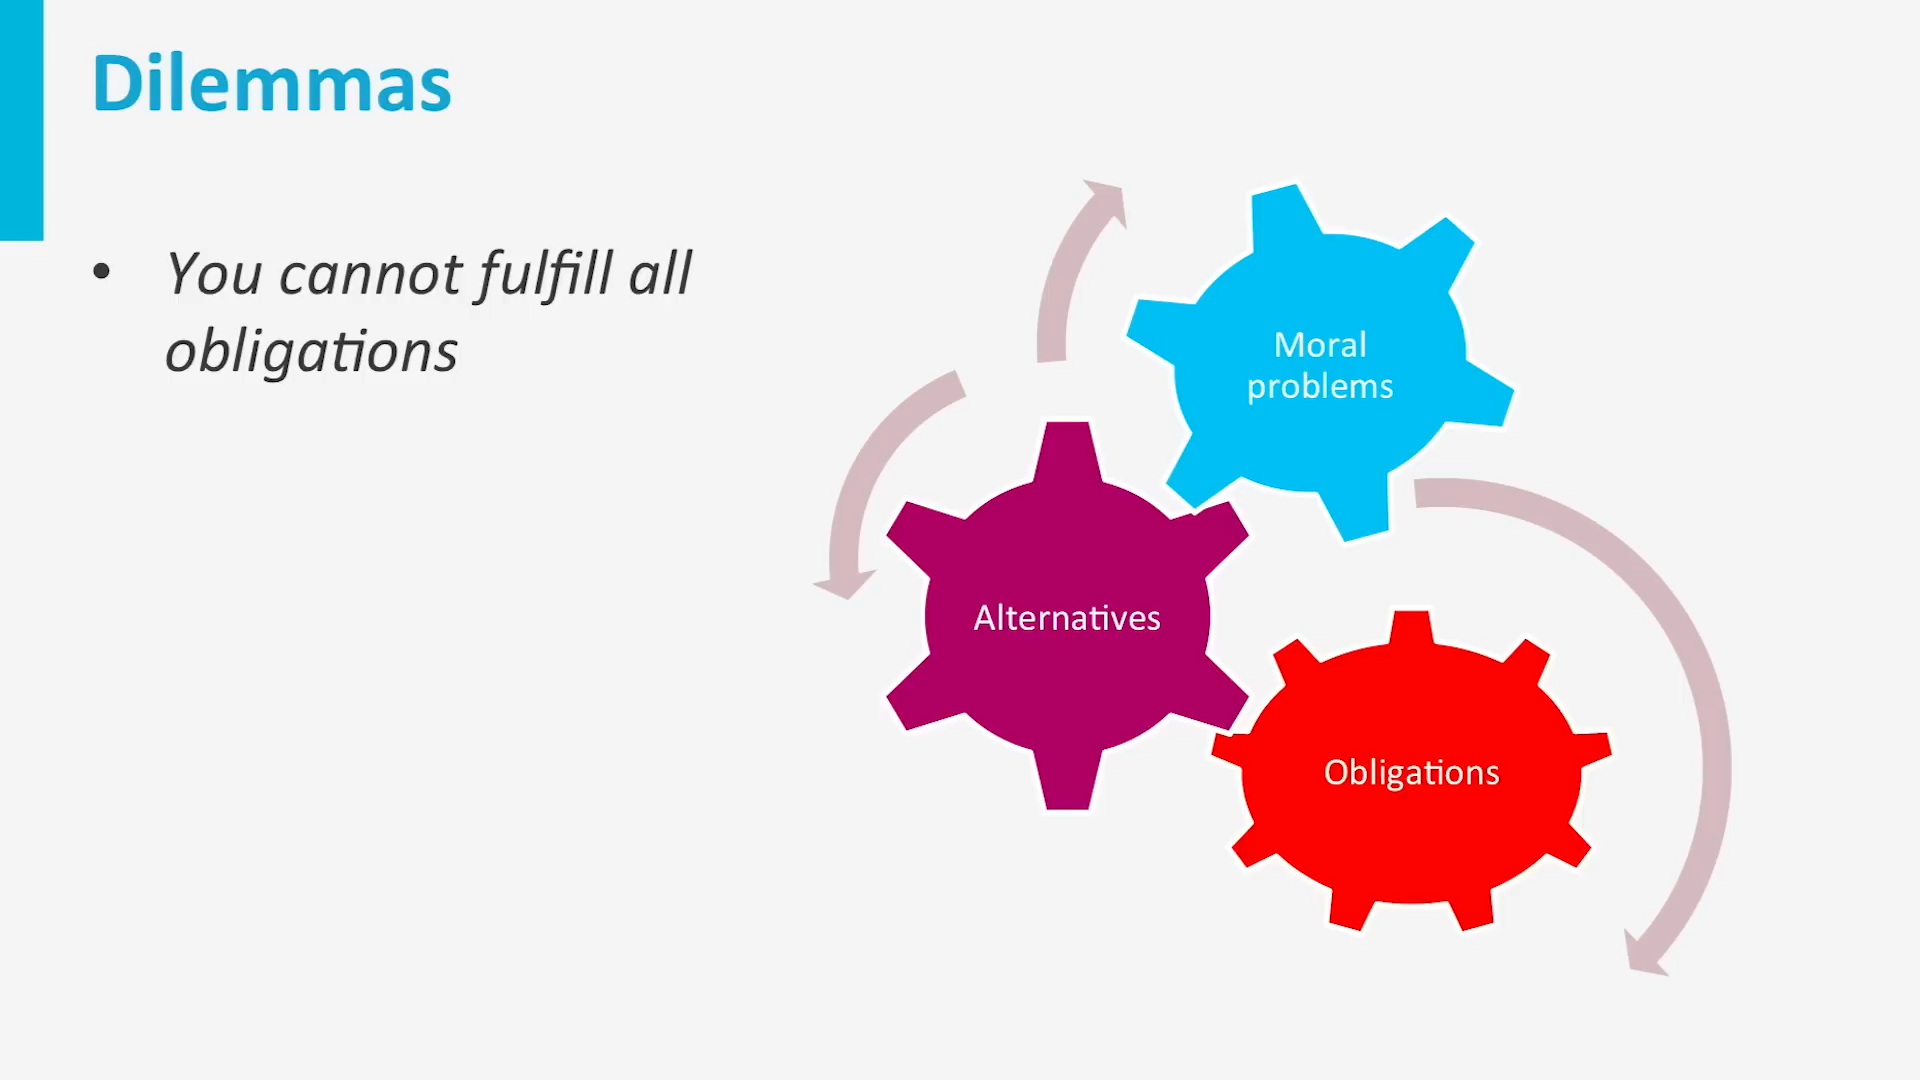 Dilemmas
• You cannot fulfill all
obligations
Moral
problems
Alternatives
Obligations